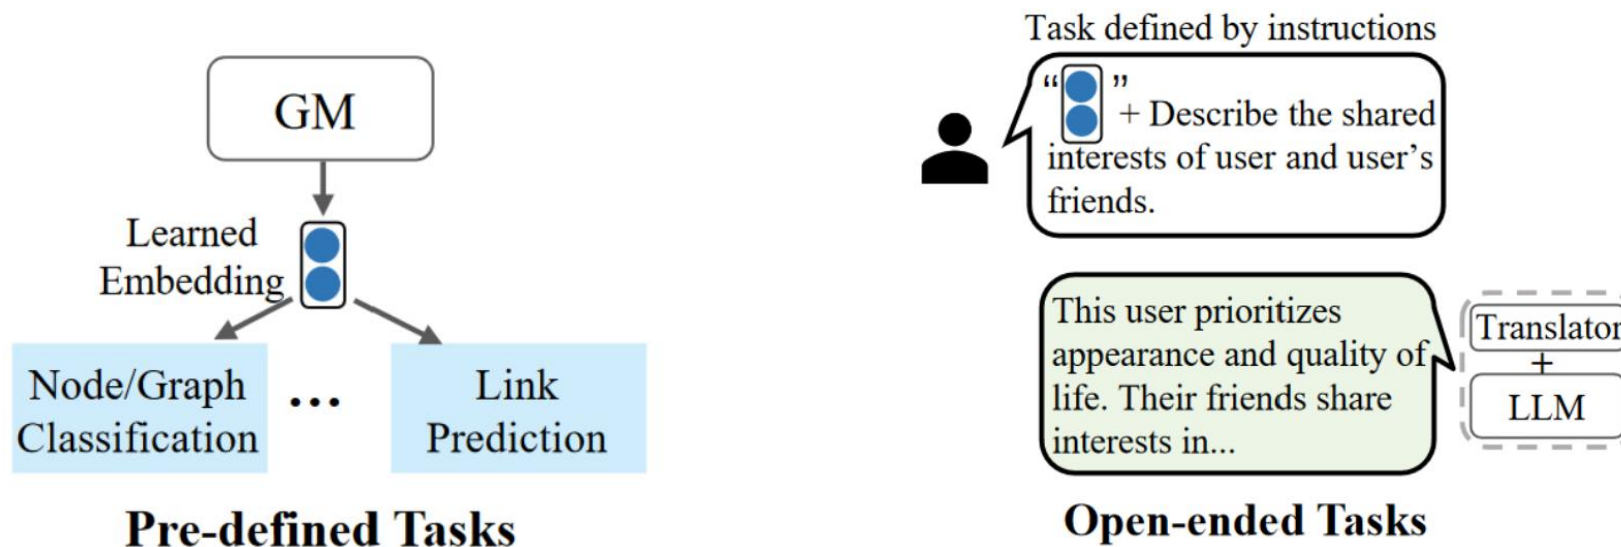 GM
Learned
Embedding
Node/Graph
Classification
...
Link
Prediction
Pre-defined Tasks
Task defined by instructions
“ ”
+ Describe the shared
interests of user and user’s
friends.
This user prioritizes
appearance and quality of
life. Their friends share
interests in...
Translator
+
LLM
Open-ended Tasks